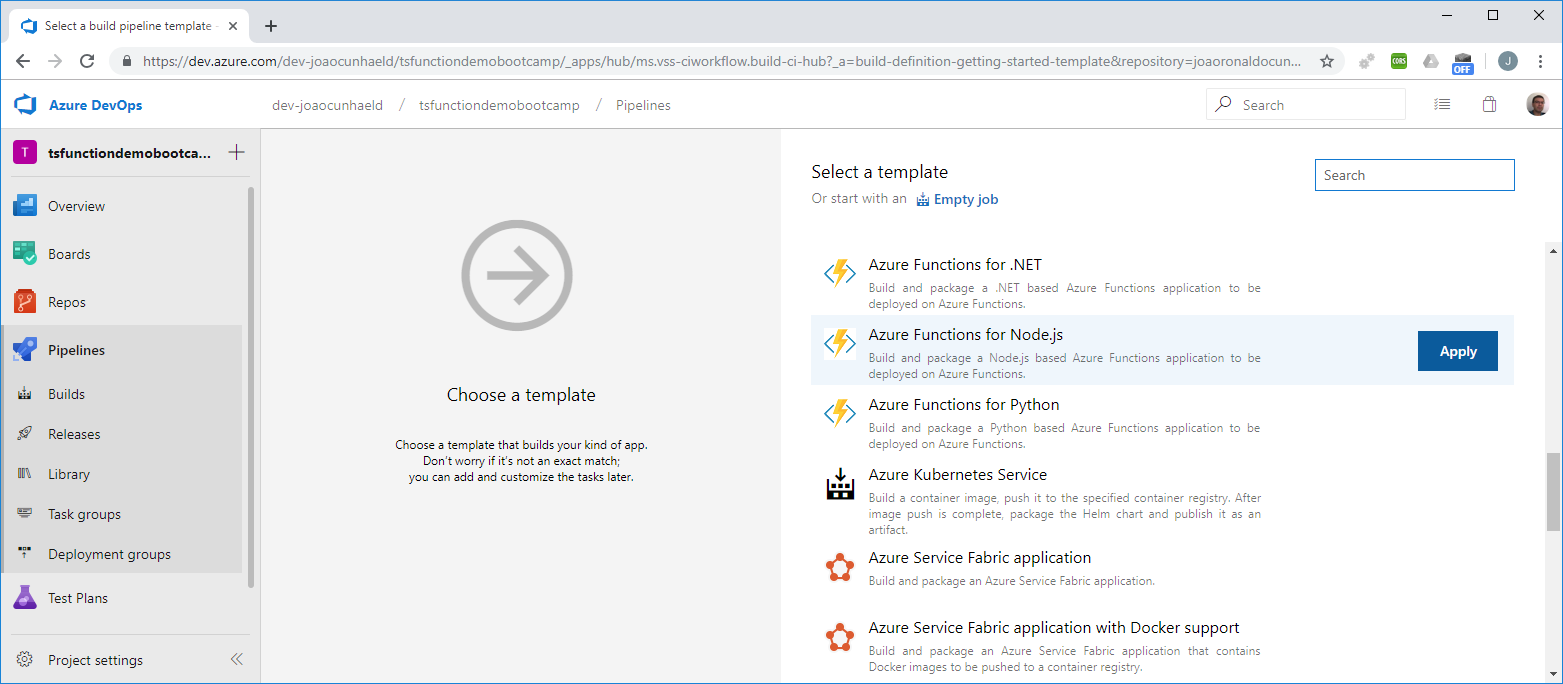 Select a build pipeline template -
https://dev.azure.com/dev-joaocunhaeld/tsfunctiondemobootcamp/_apps/hub/ms.vss-ciworkflow.build-ci-hub?_a=build-definition-getting-started-template&repository=joaoronaldocun...
CORS
OFF
J
Azure DevOps
dev-joaocunhaeld / tsfunctiondemobootcamp / Pipelines
Search
T tsfunctiondemobootca...
Overview
Boards
Repos
Pipelines
Builds
Releases
Library
Task groups
Deployment groups
Test Plans
Project settings
Choose a template
Choose a template that builds your kind of app.
Don't worry if it's not an exact match;
you can add and customize the tasks later.
Select a template
Or start with an Empty job
Search
Azure Functions for .NET
Build and package a .NET based Azure Functions application to be
deployed on Azure Functions.
Azure Functions for Node.js
Build and package a Node.js based Azure Functions application to be
deployed on Azure Functions.
Apply
Azure Functions for Python
Build and package a Python based Azure Functions application to be
deployed on Azure Functions.
Azure Kubernetes Service
Build a container image, push it to the specified container registry. After
image push is complete, package the Helm chart and publish it as an
artifact.
Azure Service Fabric application
Build and package an Azure Service Fabric application.
Azure Service Fabric application with Docker support
Build and package an Azure Service Fabric application that contains
Docker images to be pushed to a container registry.